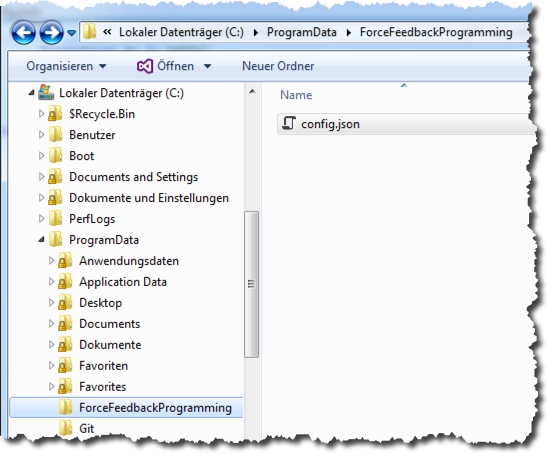 « Lokaler Datenträger (C:) ProgramData ForceFeedbackProgramming
Organisieren Öffnen Neuer Ordner
Lokaler Datenträger (C:)
$Recycle.Bin
Benutzer
Boot
Documents and Settings
Dokumente und Einstellungen
PerfLogs
ProgramData
Anwendungsdaten
Application Data
Desktop
Documents
Dokumente
Favoriten
Favorites
ForceFeedbackProgramming
Git
Name
config.json